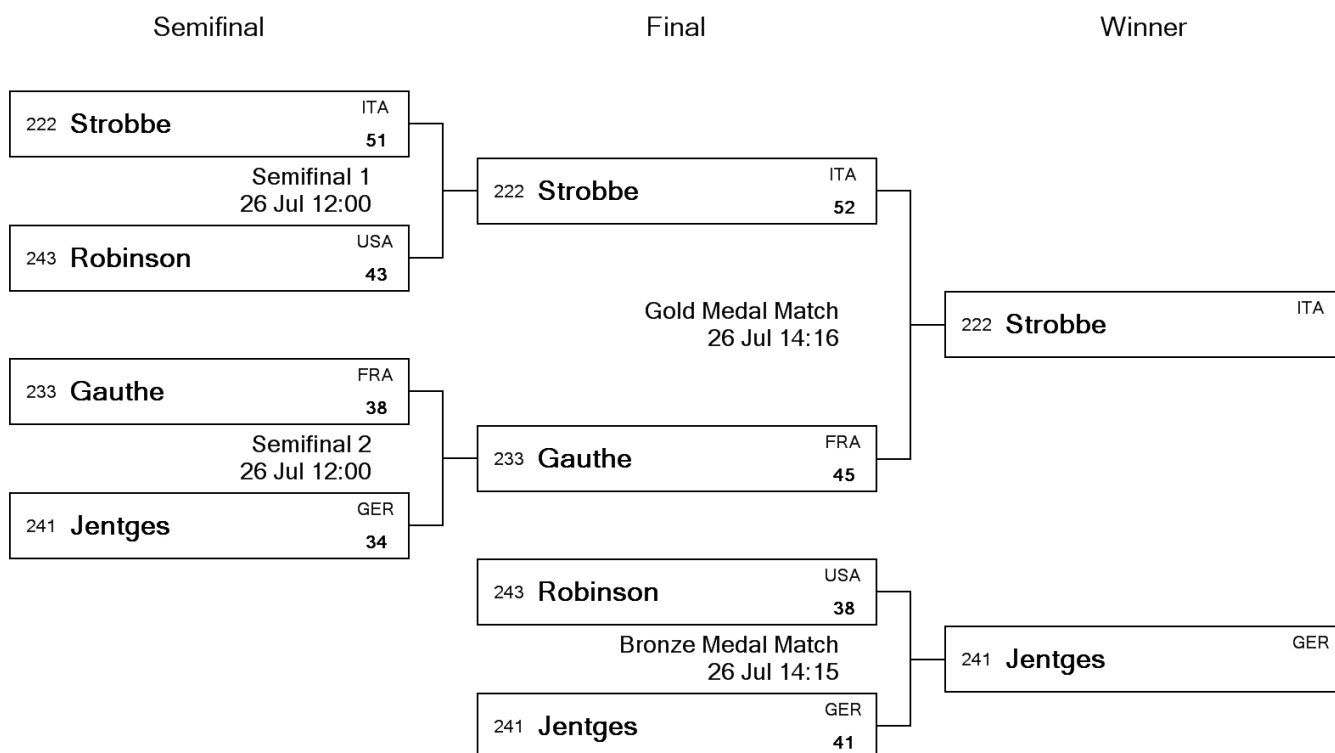 Semifinal Final Winner
222 Strobbe ITA 51
Semifinal 1
26 Jul 12:00
243 Robinson USA 43
233 Gauthe FRA 38
Semifinal 2
26 Jul 12:00
241 Jentges GER 34
222 Strobbe ITA 52
Gold Medal Match
26 Jul 14:16
233 Gauthe FRA 45
243 Robinson USA 38
Bronze Medal Match
26 Jul 14:15
241 Jentges GER 41
222 Strobbe ITA
241 Jentges GER